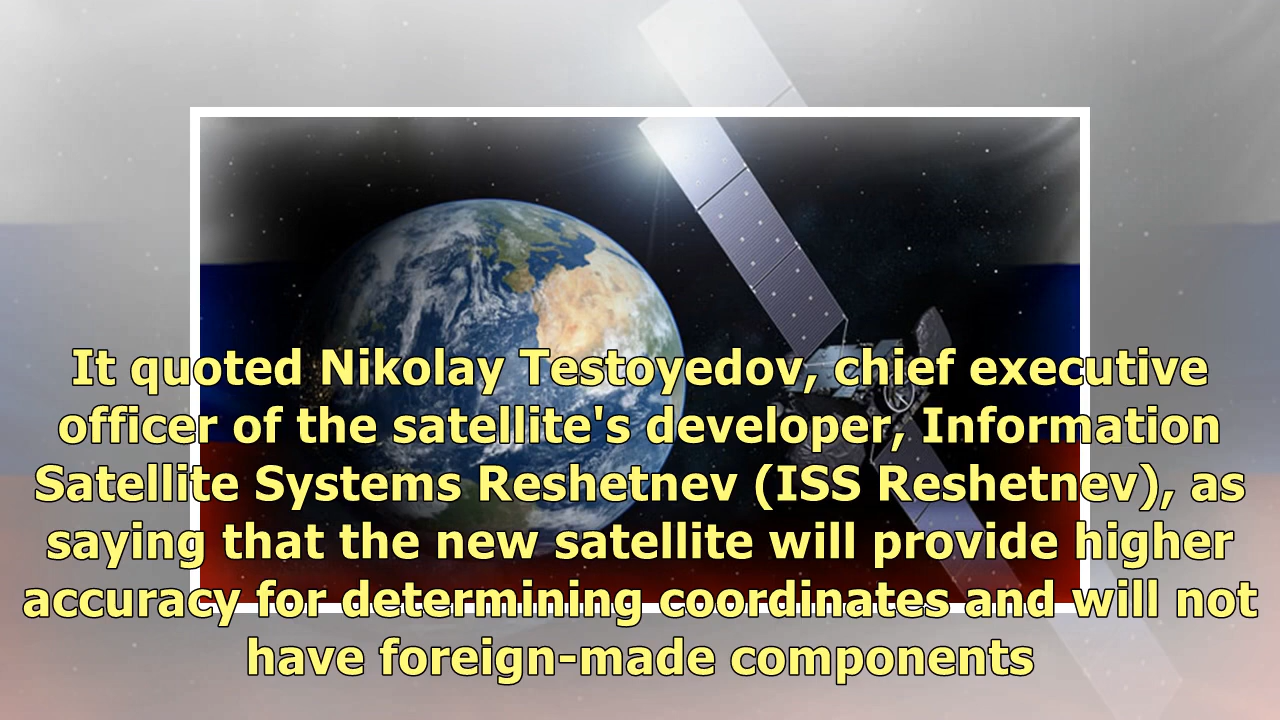 It quoted Nikolay Testoyedov, chief executive
officer of the satellite's developer, Information
Satellite Systems Reshetnev (ISS Reshetnev), as
saying that the new satellite will provide higher
accuracy for determining coordinates and will not
have foreign-made components